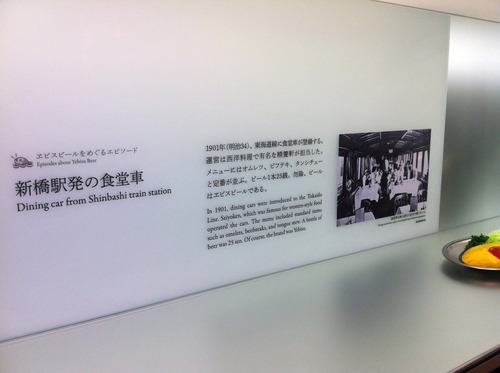 ヱビスビールをめぐるエピソード
Episodes about Yebisu Beer
新橋駅発の食堂車
Dining car from Shinbashi train station
1901年(明治34)、東海道線に食堂車が登場する。
運営は西洋料理で有名な精養軒が担当した。
メニューにはオムレツ、ビフテキ、タンシチュー
と定番が並ぶ。ビール1本25銭。勿論、ビール
はヱビスビールである。
In 1901, dining cars were introduced to the Tokaido
Line. Seiyoken, which was famous for western-style food
operated the cars. The menu included standard items
such as omelets, beefsteaks, and tongue stew. A bottle of
beer was 25 sen. Of course, the brand was Yebisu.